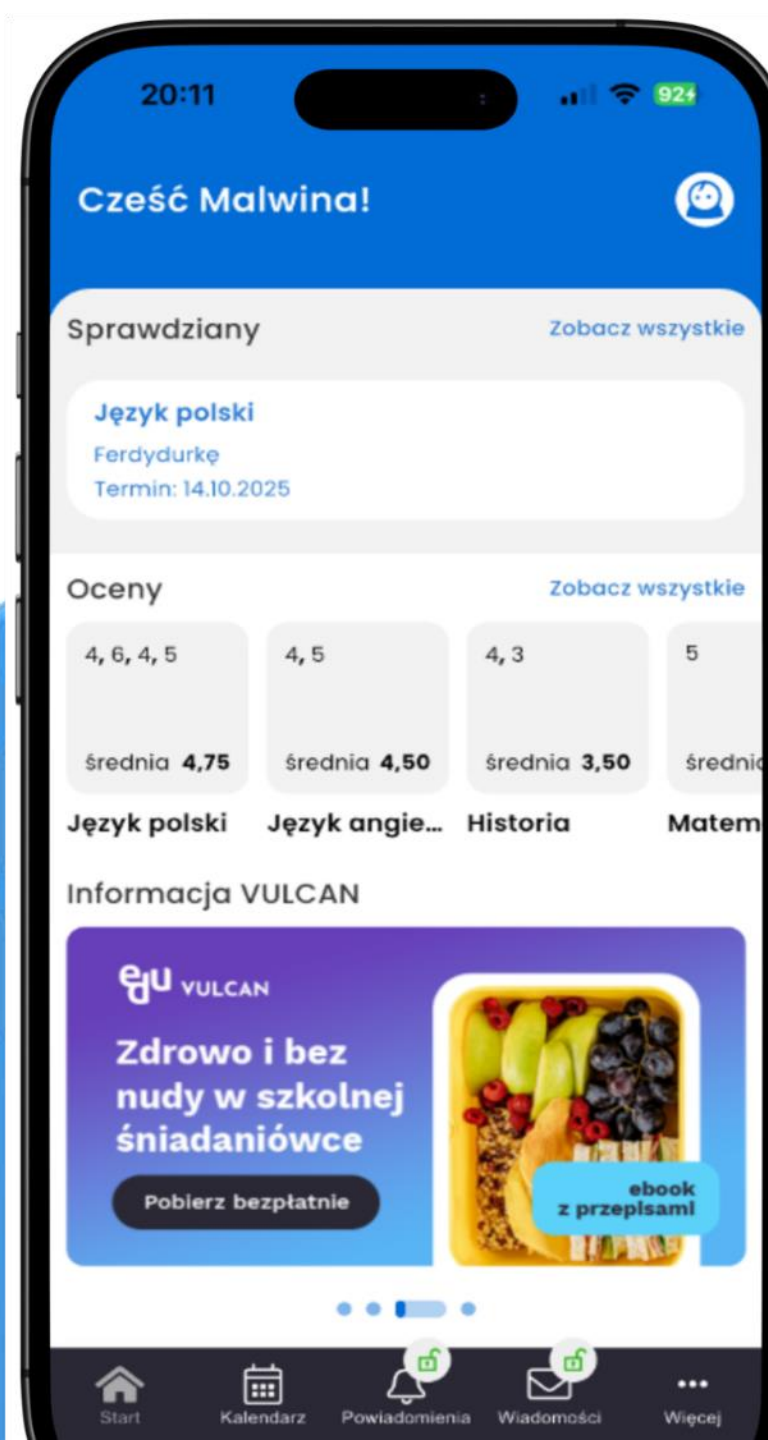 20:11
92
Cześć Malwina!
Sprawdziany
Zobacz wszystkie
Język polski
Ferdydurkę
Termin: 14.10.2025
Oceny
Zobacz wszystkie
4, 6, 4, 5
średnia 4,75
Język polski
4, 5
średnia 4,50
Język angie...
4, 3
średnia 3,50
Historia
5
średnic
Matem
Informacja VULCAN
edu VULCAN
Zdrowo i bez
nudy w szkolnej
śniadaniówce
Pobierz bezpłatnie
ebook
z przepisami
Start
Kalendarz
Powiadomienia
Wiadomości
Więcej